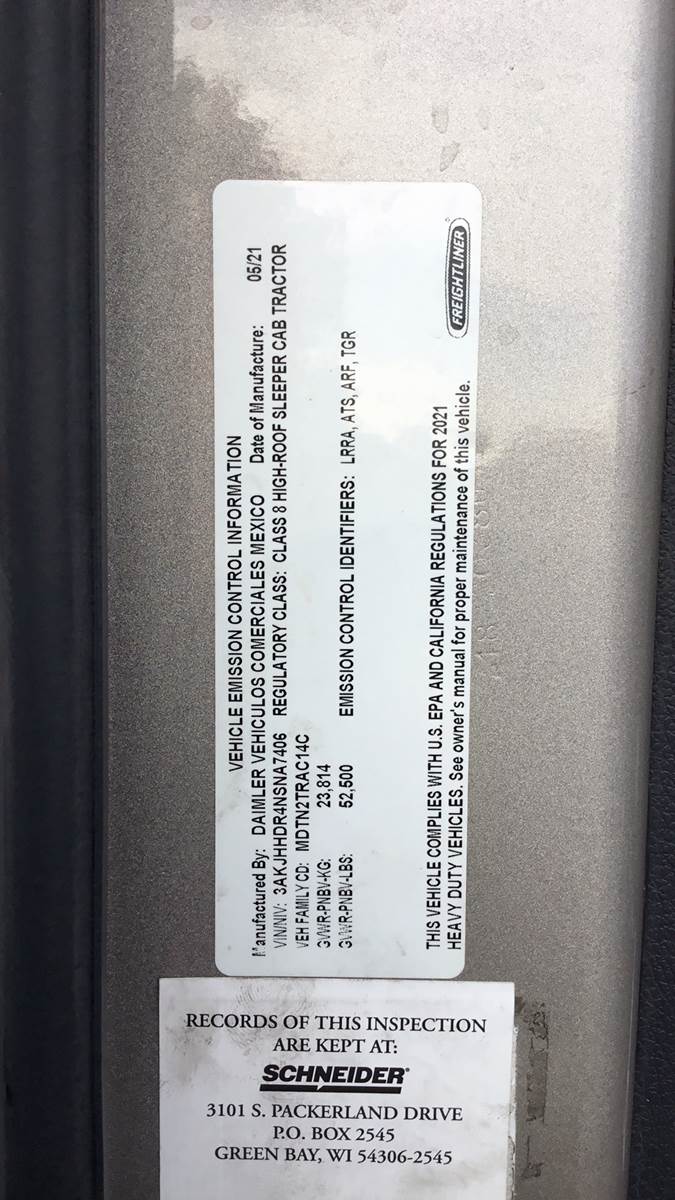 VEHICLE EMISSION CONTROL INFORMATION
Manufactured By: DAIMLER VEHICULOS COMERCIALES MEXICO Date of Manufacture: 05/21
VIN/NIV: 3AKJHHDR4NSNA7406 REGULATORY CLASS: CLASS 8 HIGH-ROOF SLEEPER CAB TRACTOR
VEH FAMILY CD: MDTN2TRAC14C
GVWR-PNBV-KG: 23,814
GVWR-PNBV-LBS: 52,500 EMISSION CONTROL IDENTIFIERS: LRRA, ATS, ARF, TGR
THIS VEHICLE COMPLIES WITH U.S. EPA AND CALIFORNIA REGULATIONS FOR 2021
HEAVY DUTY VEHICLES. See owner's manual for proper maintenance of this vehicle.
FREIGHTLINER
RECORDS OF THIS INSPECTION
ARE KEPT AT:
SCHNEIDER®
3101 S. PACKERLAND DRIVE
P.O. BOX 2545
GREEN BAY, WI 54306-2545